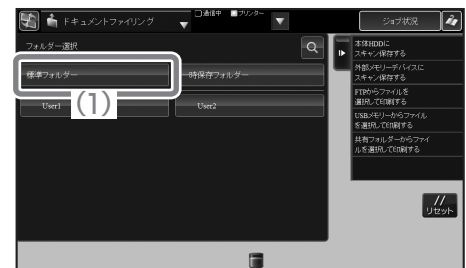 ドキュメントファイリング
通信中
プリンター
ジョブ状況
フォルダー選択
標準フォルダー
一時保存フォルダー
User1
(1)
User2
本体HDDに
スキャン保存する
外部メモリーデバイスに
スキャン保存する
FTPからファイルを
選択して印刷する
USBメモリーからファイル
を選択して印刷する
共有フォルダーからファイ
ルを選択して印刷する
リセット